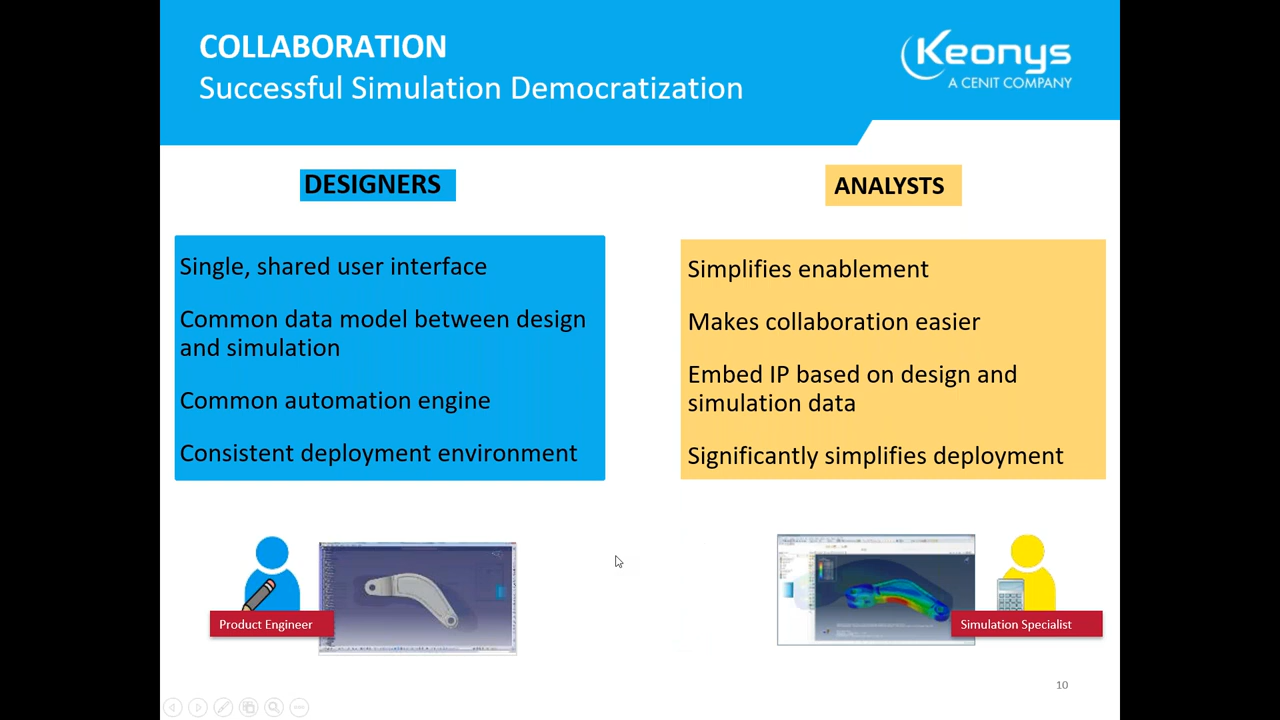 COLLABORATION
Successful Simulation Democratization
Keonys
A CENIT COMPANY
DESIGNERS
Single, shared user interface
Common data model between design
and simulation
Common automation engine
Consistent deployment environment
ANALYSTS
Simplifies enablement
Makes collaboration easier
Embed IP based on design and
simulation data
Significantly simplifies deployment
Product Engineer
Simulation Specialist
10